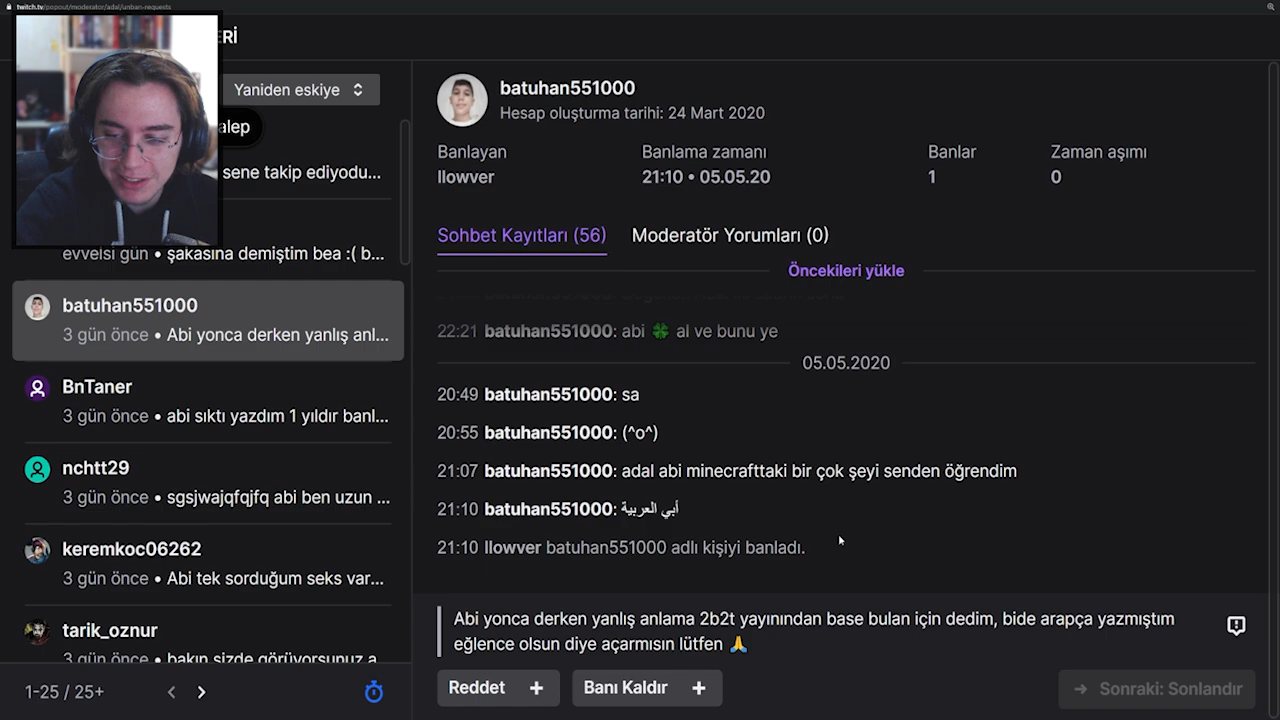 twitch.tv/popout/moderator/adal/unban-requests
ERİ
Yaniden eskiye
alep
sene takip ediyodu...
evvelsi gün • şakasına demiştim bea :( b...
batuhan551000
3 gün önce • Abi yonca derken yanlış anl...
BnTaner
3 gün önce • abi sıktı yazdım 1 yıldır banl...
nchtt29
3 gün önce • sgsjwajqfqjfq abi ben uzun ...
keremkoc06262
3 gün önce • Abi tek sorduğum seks var...
tarik_oznur
3 gün önce • bakın sizde görüyorsunuz a
1-25 / 25+
batuhan551000
Hesap oluşturma tarihi: 24 Mart 2020
Banlayan Banlama zamanı Banlar Zaman aşımı
llowver 21:10 • 05.05.20 1 0
Sohbet Kayıtları (56) Moderatör Yorumları (0)
Öncekileri yükle
22:21 batuhan551000: abi 🍀 al ve bunu ye
05.05.2020
20:49 batuhan551000: sa
20:55 batuhan551000: (^o^)
21:07 batuhan551000: adal abi minecrafttaki bir çok şeyi senden öğrendim
21:10 batuhan551000: أبي العربية
21:10 llowver batuhan551000 adlı kişiyi banladı.
Abi yonca derken yanlış anlama 2b2t yayınından base bulan için dedim, bide arapça yazmıştım
eğlence olsun diye açarmısın lütfen 🙏
Reddet + Banı Kaldır + → Sonraki: Sonlandır